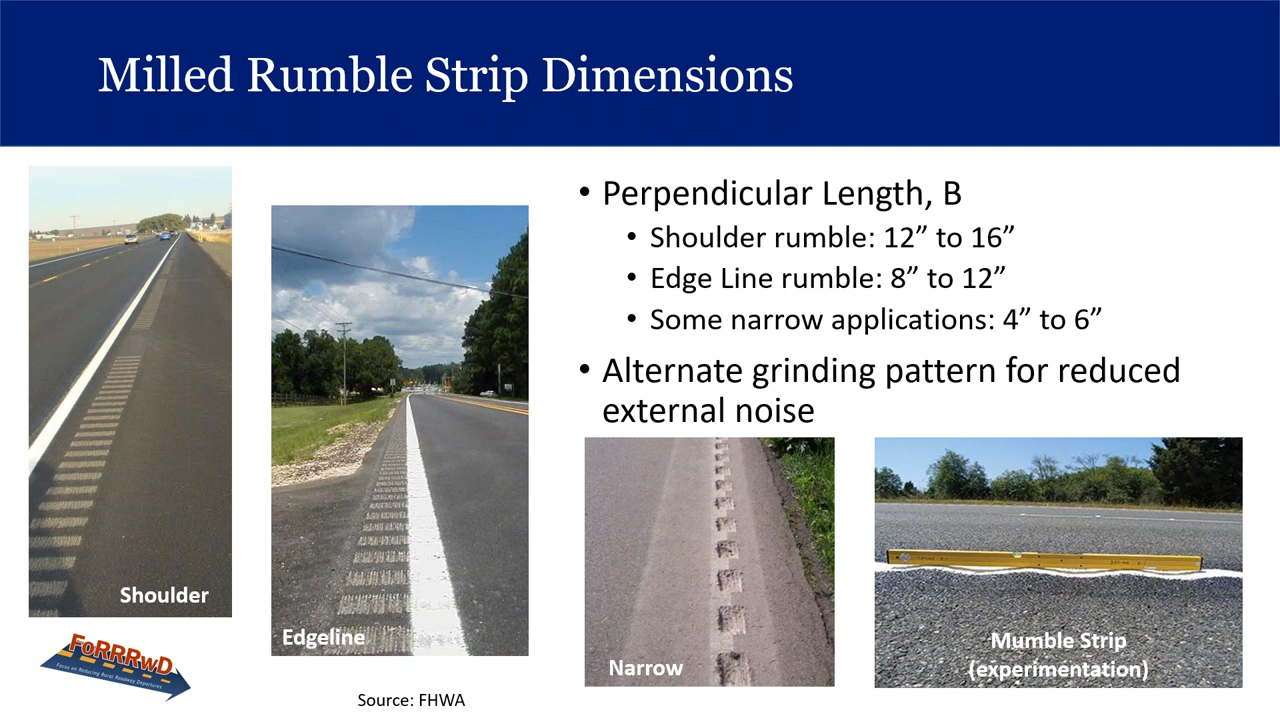 Milled Rumble Strip Dimensions
• Perpendicular Length, B
• Shoulder rumble: 12” to 16”
• Edge Line rumble: 8” to 12”
• Some narrow applications: 4” to 6”
• Alternate grinding pattern for reduced
external noise
Shoulder
Edgeline
Narrow
Mumble Strip
(experimentation)
FoRRRwD
Focus on Reducing Rural Roadway Departures
Source: FHWA